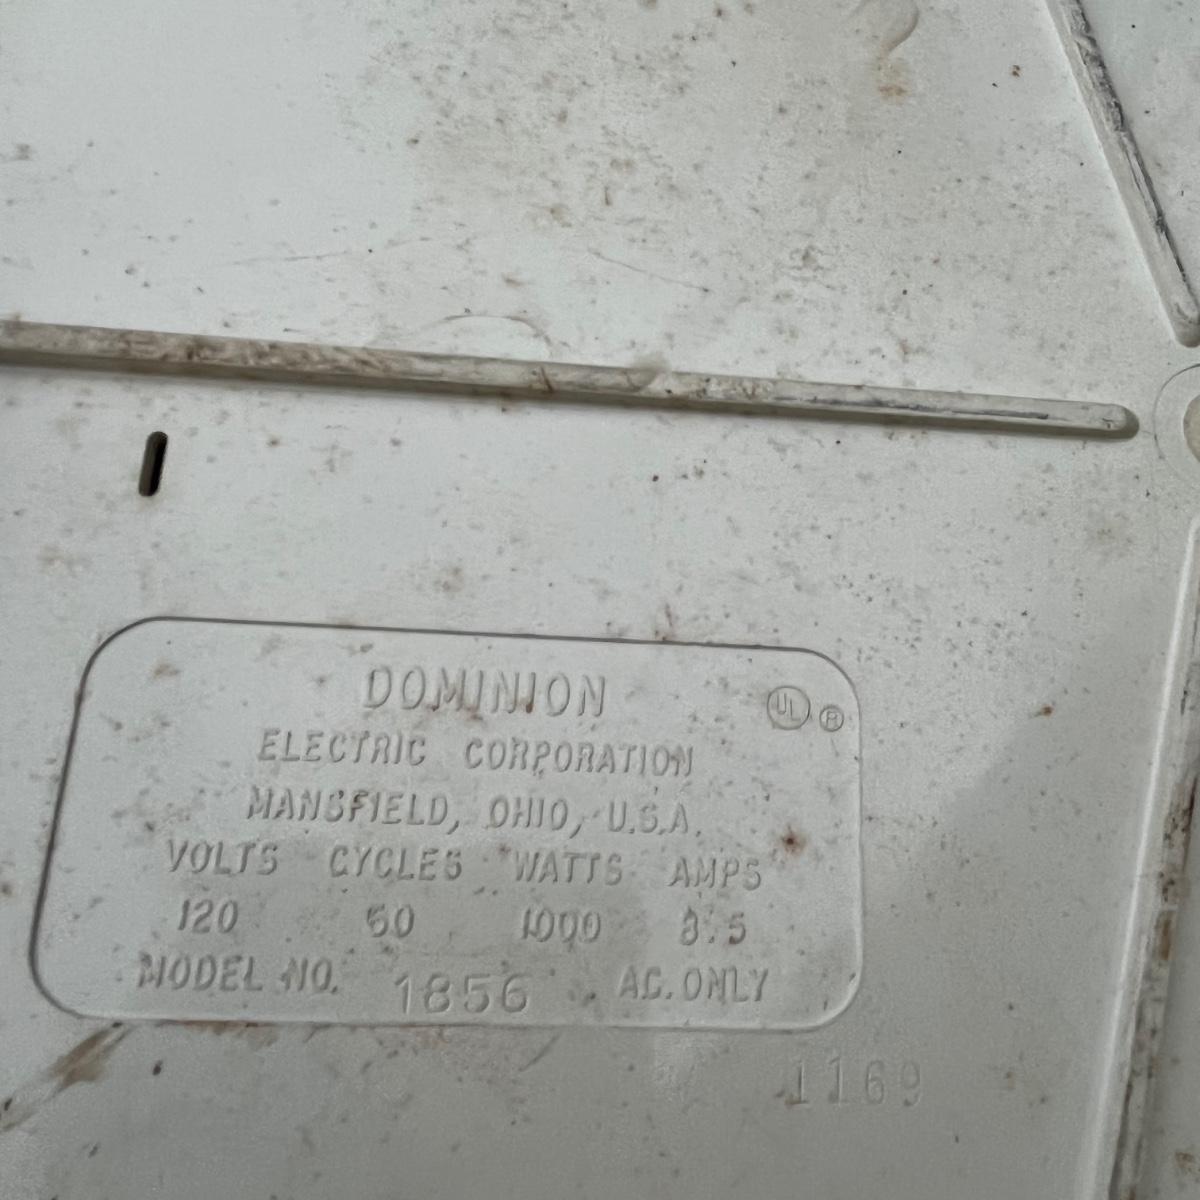 DOMINION
UL ®
ELECTRIC CORPORATION
MANSFIELD, OHIO, U.S.A.
VOLTS CYCLES WATTS AMPS
120 60 1000 8.5
MODEL NO. 1856 AC. ONLY
1169